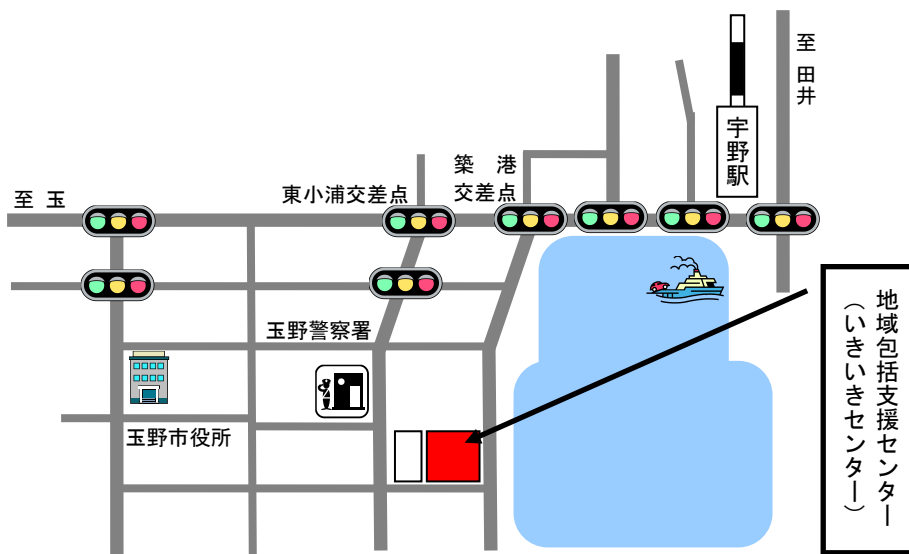 至 田井
宇野駅
築 港
交差点
東小浦交差点
至 玉
玉野警察署
玉野市役所
地域包括支援センター
（いきいきセンター）